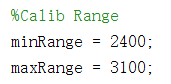 %Calib Range
minRange = 2400;
maxRange = 3100;